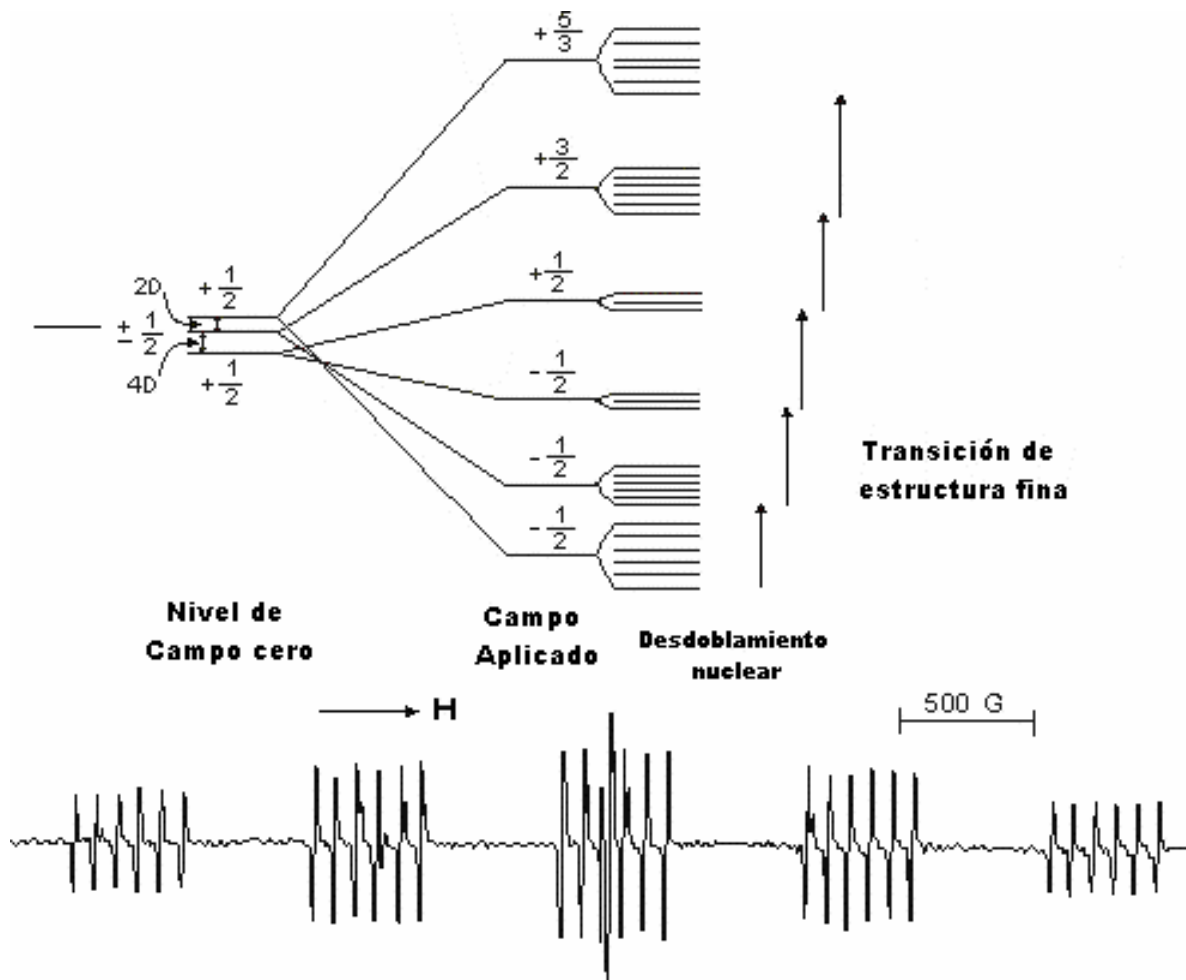 + 5/3
+ 3/2
+ 1/2
2D
+ 1/2
± 1/2
4D
+ 1/2
- 1/2
- 1/2
- 1/2
Transición de
estructura fina
Nivel de
Campo cero
Campo
Aplicado
Desdoblamiento
nuclear
H
500 G